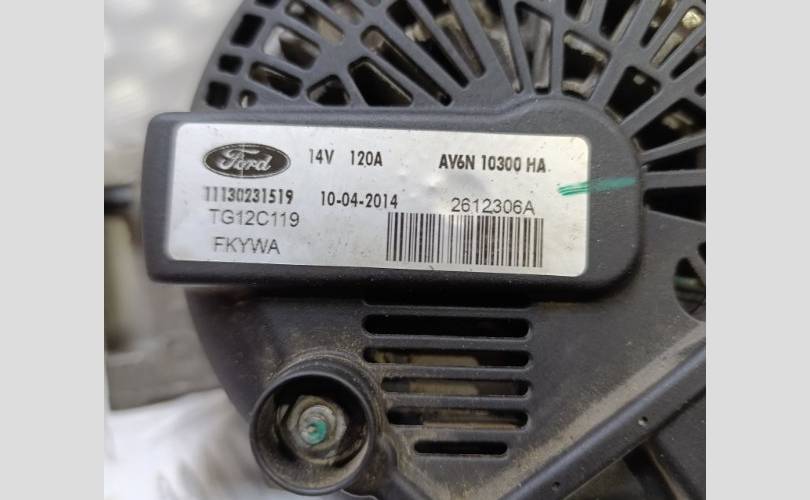 Ford 14V 120A AV6N 10300 HA
11130231519 10-04-2014 2612306A
TG12C119
FKYWA